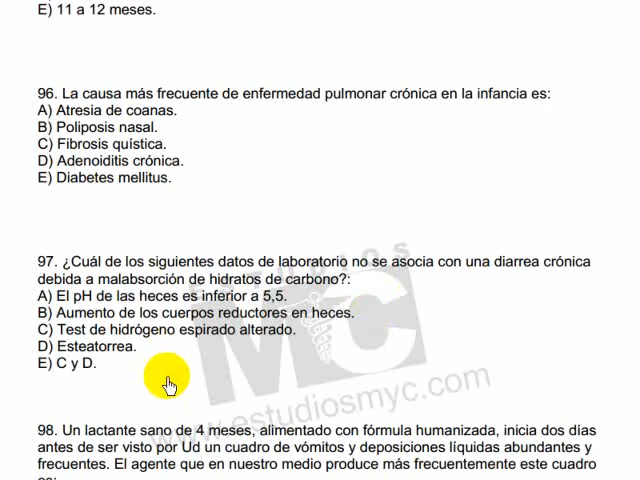 E) 11 a 12 meses.
96. La causa más frecuente de enfermedad pulmonar crónica en la infancia es:
A) Atresia de coanas.
B) Poliposis nasal.
C) Fibrosis quística.
D) Adenoiditis crónica.
E) Diabetes mellitus.
97. ¿Cuál de los siguientes datos de laboratorio no se asocia con una diarrea crónica
debida a malabsorción de hidratos de carbono?:
A) El pH de las heces es inferior a 5,5.
B) Aumento de los cuerpos reductores en heces.
C) Test de hidrógeno espirado alterado.
D) Esteatorrea.
E) C y D.
ESTUDIOS
MC
www.estudiosmyc.com
98. Un lactante sano de 4 meses, alimentado con fórmula humanizada, inicia dos días
antes de ser visto por Ud un cuadro de vómitos y deposiciones líquidas abundantes y
frecuentes. El agente que en nuestro medio produce más frecuentemente este cuadro